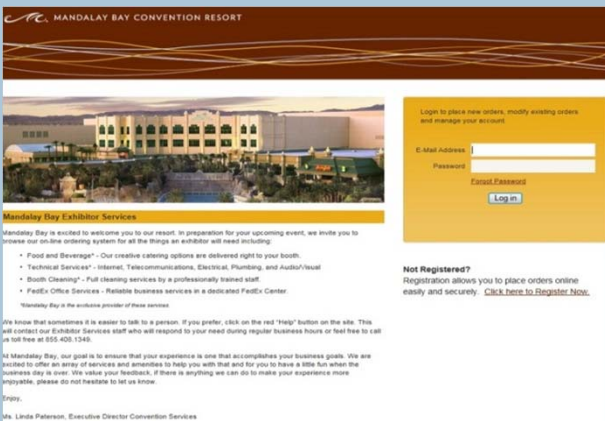 MANDALAY BAY CONVENTION RESORT
Login to place new orders, modify existing orders
and manage your account.
E-Mail Address
Password
Forgot Password
Log in
Mandalay Bay Exhibitor Services
Mandalay Bay is excited to welcome you to our resort. In preparation for your upcoming event, we invite you to
browse our on-line ordering system for all the things an exhibitor will need including:
• Food and Beverage* - Our creative catering options are delivered right to your booth.
• Technical Services* - Internet, Telecommunications, Electrical, Plumbing, and Audio/Visual
• Booth Cleaning* - Full cleaning services by a professionally trained staff.
• FedEx Office Services - Reliable business services in a dedicated FedEx Center.
*Mandalay Bay is the exclusive provider of these services
Not Registered?
Registration allows you to place orders online
easily and securely. Click here to Register Now.
We know that sometimes it is easier to talk to a person. If you prefer, click on the red "Help" button on the site. This
will contact our Exhibitor Services staff who will respond to your need during regular business hours or feel free to call
us toll free at 855.408.1349.
At Mandalay Bay, our goal is to ensure that your experience is one that accomplishes your business goals. We are
excited to offer an array of services and amenities to help you with that and for you to have a little fun when the
business day is over. We value your feedback, if there is anything we can do to make your experience more
enjoyable, please do not hesitate to let us know.
Enjoy,
Ms. Linda Paterson, Executive Director Convention Services